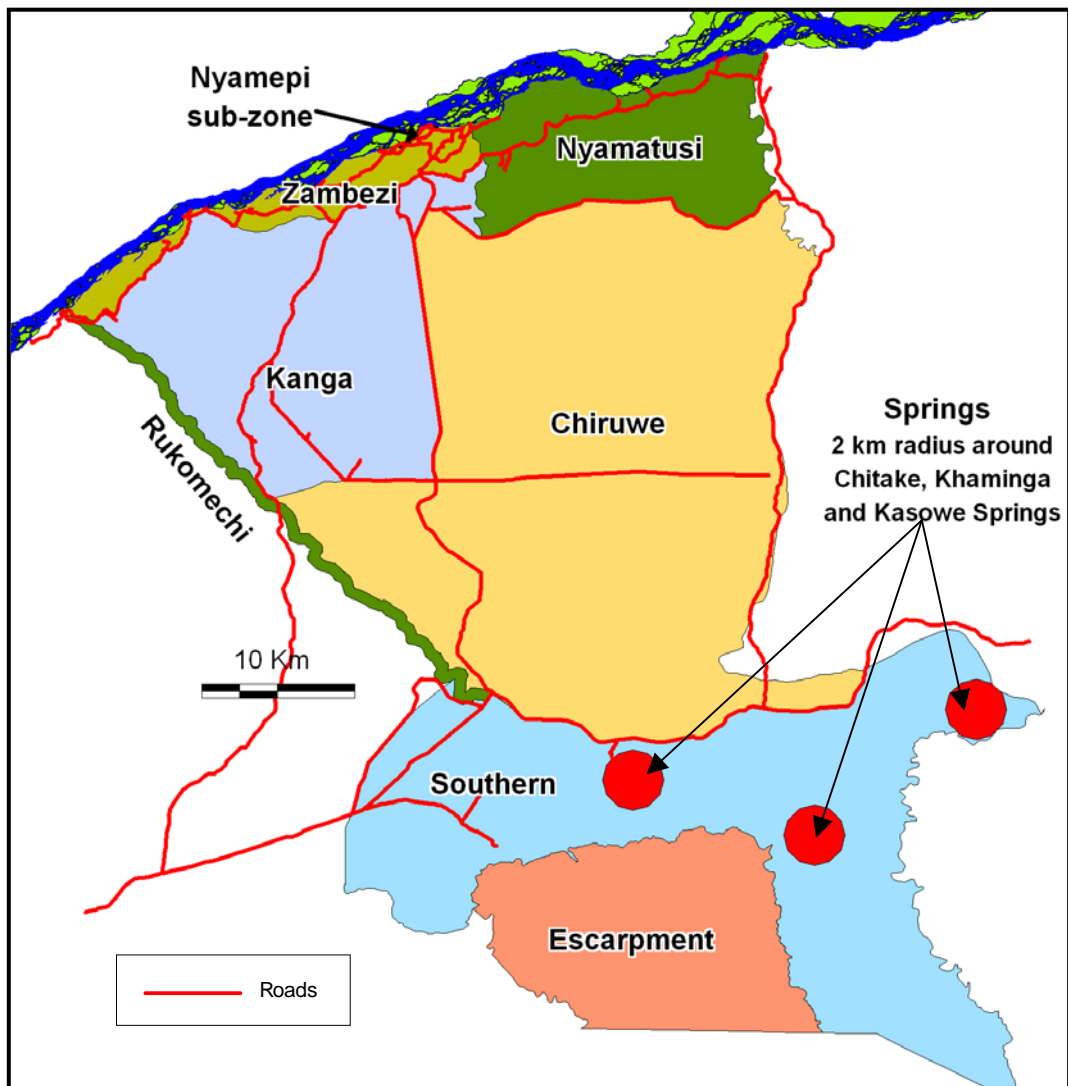 Nyamepi
sub-zone
Nyamatusi
Zambezi
Kanga
Chiruwe
Springs
2 km radius around
Chitake, Khaminga
and Kasowe Springs
Rukomechi
10 Km
Southern
Escarpment
Roads